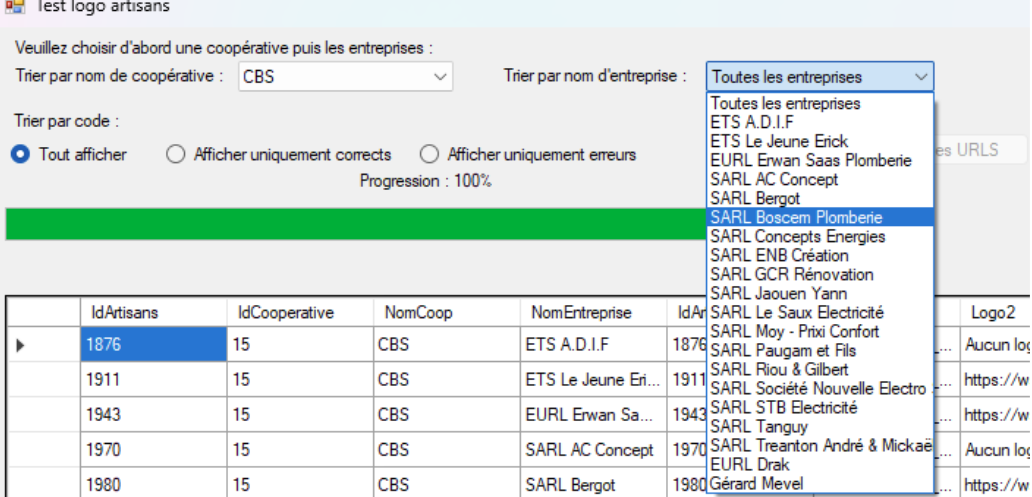 Test logo artisans
Veuillez choisir d'abord une coopérative puis les entreprises :
Trier par nom de coopérative : CBS Trier par nom d'entreprise : Toutes les entreprises
Toutes les entreprises
ETS A.D.I.F
ETS Le Jeune Erick
EURL Erwan Saas Plomberie
SARL AC Concept
SARL Bergot
SARL Boscem Plomberie
SARL Concepts Energies
SARL ENB Création
SARL GCR Rénovation
SARL Jaouen Yann
SARL Le Saux Electricité
SARL Moy - Prixi Confort
SARL Paugam et Fils
SARL Riou & Gilbert
SARL Société Nouvelle Electro
SARL STB Electricité
SARL Tanguy
SARL Treanton André & Mickaë
EURL Drak
Gérard Mevel
Trier par code :
Tout afficher Afficher uniquement corrects Afficher uniquement erreurs
es URLS
Progression : 100%
IdArtisans IdCooperative NomCoop NomEntreprise IdAr Logo2
1876 15 CBS ETS A.D.I.F 1876 ... Aucun log
1911 15 CBS ETS Le Jeune Eri... 1911 ... https://w
1943 15 CBS EURL Erwan Sa... 1943 ... https://w
1970 15 CBS SARL AC Concept 1970 ... Aucun log
1980 15 CBS SARL Bergot 1980 ... https://w